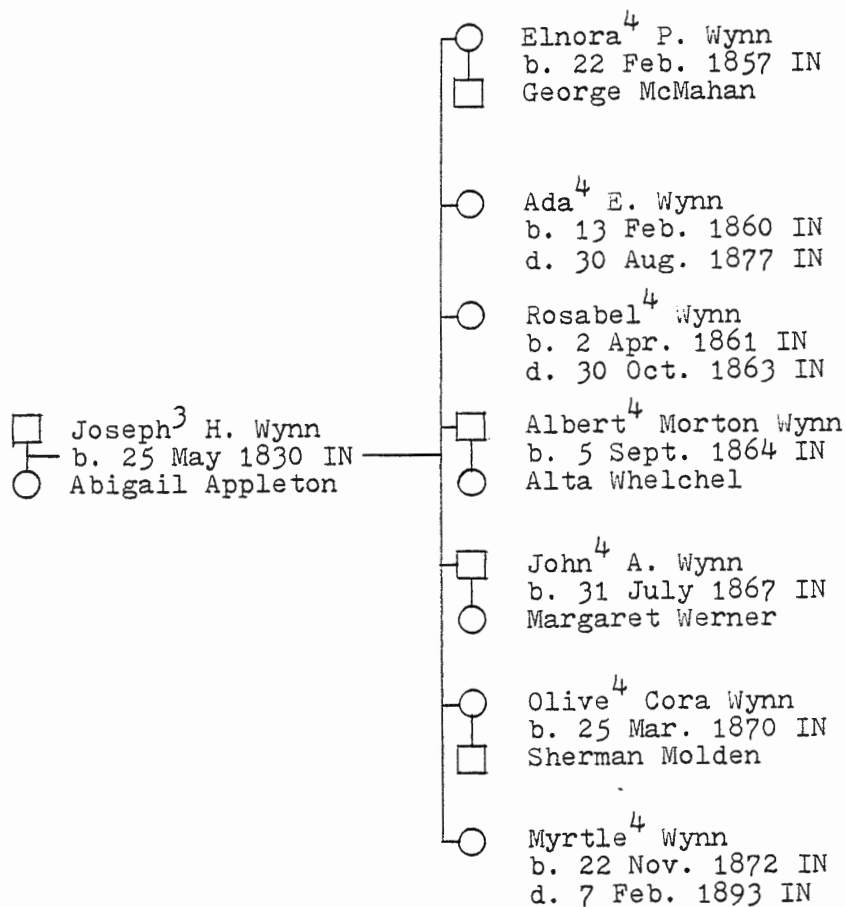 Elnora⁴ P. Wynn
b. 22 Feb. 1857 IN
George McMahan
Ada⁴ E. Wynn
b. 13 Feb. 1860 IN
d. 30 Aug. 1877 IN
Rosabel⁴ Wynn
b. 2 Apr. 1861 IN
d. 30 Oct. 1863 IN
Joseph³ H. Wynn
b. 25 May 1830 IN
Abigail Appleton
Albert⁴ Morton Wynn
b. 5 Sept. 1864 IN
Alta Whelchel
John⁴ A. Wynn
b. 31 July 1867 IN
Margaret Werner
Olive⁴ Cora Wynn
b. 25 Mar. 1870 IN
Sherman Molden
Myrtle⁴ Wynn
b. 22 Nov. 1872 IN
d. 7 Feb. 1893 IN